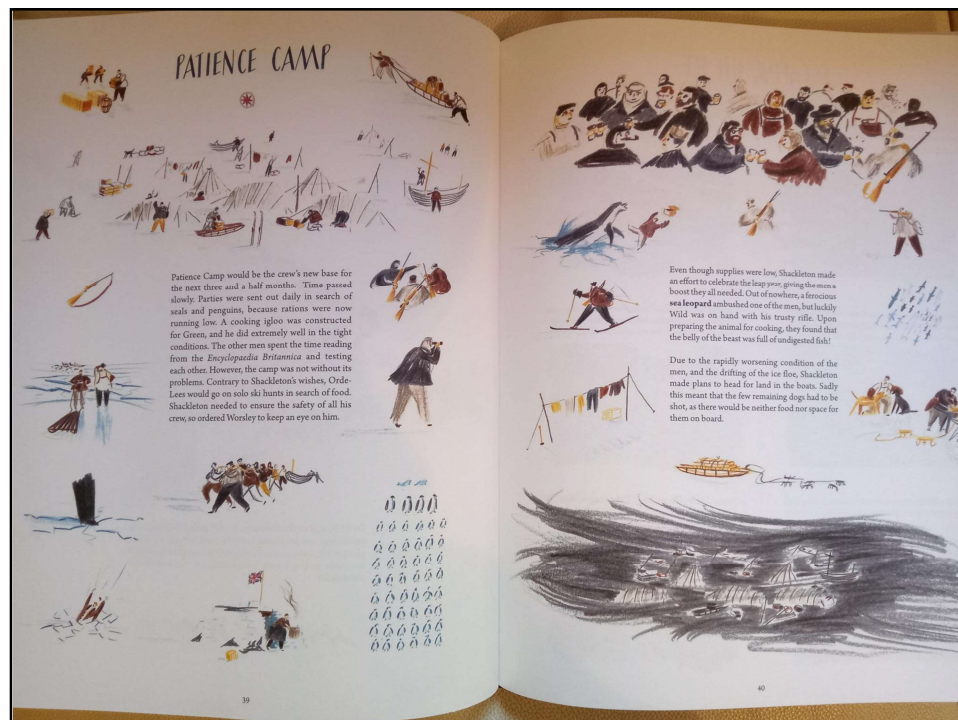 PATIENCE CAMP
Patience Camp would be the crew's new base for
the next three and a half months. Time passed
slowly. Parties were sent out daily in search of
seals and penguins, because rations were now
running low. A cooking igloo was constructed
for Green, and he did extremely well in the tight
conditions. The other men spent the time reading
from the Encyclopaedia Britannica and testing
each other. However, the camp was not without its
problems. Contrary to Shackleton's wishes, Orde-
Lees would go on solo ski hunts in search of food.
Shackleton needed to ensure the safety of all his
crew, so ordered Worsley to keep an eye on him.
39
Even though supplies were low, Shackleton made
an effort to celebrate the leap year, giving the men a
boost they all needed. Out of nowhere, a ferocious
sea leopard ambushed one of the men, but luckily
Wild was on hand with his trusty rifle. Upon
preparing the animal for cooking, they found that
the belly of the beast was full of undigested fish!
Due to the rapidly worsening condition of the
men, and the drifting of the ice floe, Shackleton
made plans to head for land in the boats. Sadly
this meant that the few remaining dogs had to be
shot, as there would be neither food nor space for
them on board.
40